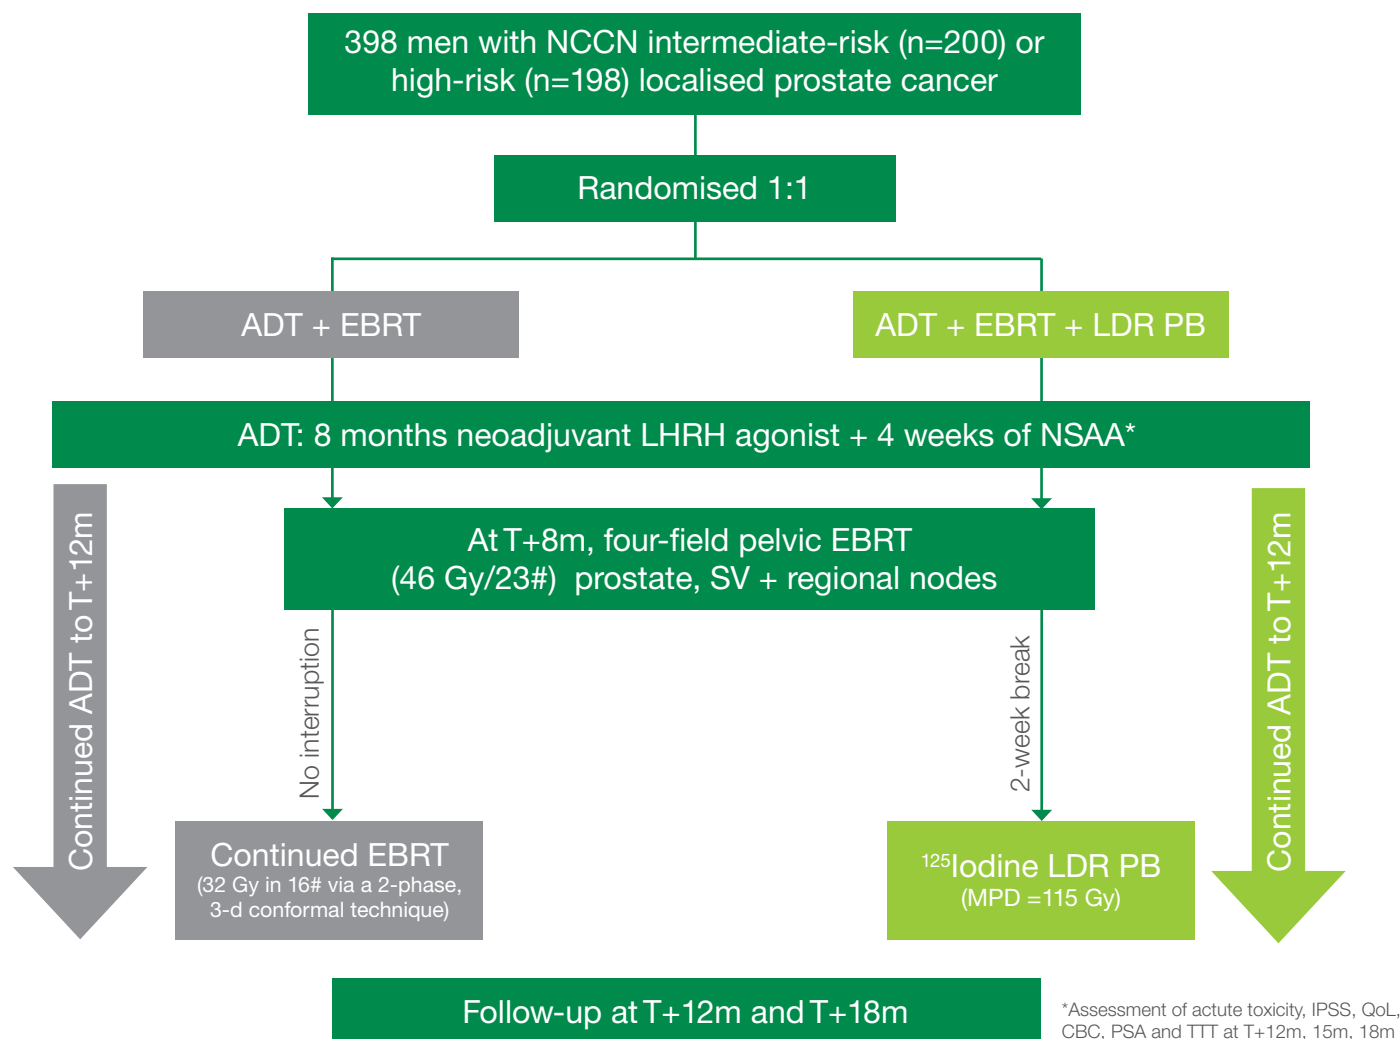 398 men with NCCN intermediate-risk (n=200) or
high-risk (n=198) localised prostate cancer
Randomised 1:1
ADT + EBRT
ADT + EBRT + LDR PB
ADT: 8 months neoadjuvant LHRH agonist + 4 weeks of NSAA*
Continued ADT to T+12m
At T+8m, four-field pelvic EBRT
(46 Gy/23#) prostate, SV + regional nodes
Continued ADT to T+12m
No interruption
2-week break
Continued EBRT
(32 Gy in 16# via a 2-phase,
3-d conformal technique)
¹²⁵Iodine LDR PB
(MPD =115 Gy)
Follow-up at T+12m and T+18m
*Assessment of actute toxicity, IPSS, QoL,
CBC, PSA and TTT at T+12m, 15m, 18m